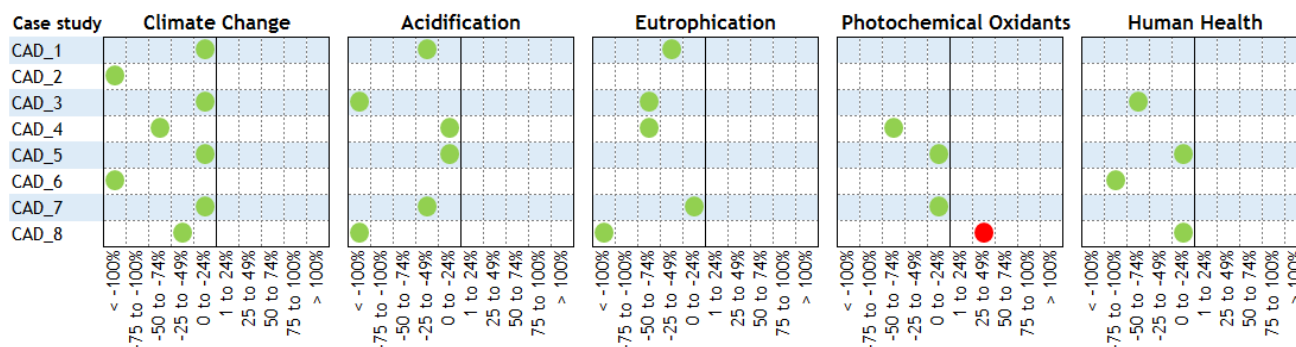 Case study Climate Change Acidification Eutrophication Photochemical Oxidants Human Health
CAD_1
CAD_2
CAD_3
CAD_4
CAD_5
CAD_6
CAD_7
CAD_8
< -100% -75 to -100% -50 to -74% -25 to -49% 0 to -24% 1 to 24% 25 to 49% 50 to 74% 75 to 100% > 100%
< -100% -75 to -100% -50 to -74% -25 to -49% 0 to -24% 1 to 24% 25 to 49% 50 to 74% 75 to 100% > 100%
< -100% -75 to -100% -50 to -74% -25 to -49% 0 to -24% 1 to 24% 25 to 49% 50 to 74% 75 to 100% > 100%
< -100% -75 to -100% -50 to -74% -25 to -49% 0 to -24% 1 to 24% 25 to 49% 50 to 74% 75 to 100% > 100%
< -100% -75 to -100% -50 to -74% -25 to -49% 0 to -24% 1 to 24% 25 to 49% 50 to 74% 75 to 100% > 100%